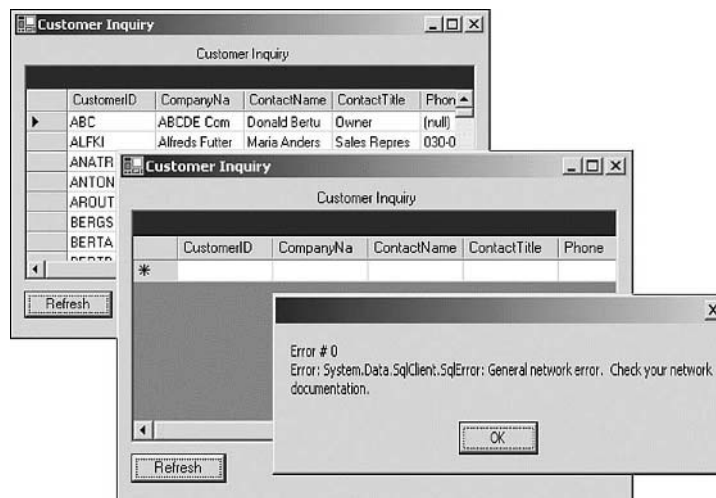 Customer Inquiry
Customer Inquiry
CustomerID CompanyNa ContactName ContactTitle Phon
ABC ABCDE Com Donald Bertu Owner (null)
ALFKI Alfreds Futter Maria Anders Sales Repres 030-0
ANATR
ANTON
AROUT
BERGS
BERTA
Refresh
Customer Inquiry
Customer Inquiry
CustomerID CompanyNa ContactName ContactTitle Phone
Refresh
Error # 0
Error: System.Data.SqlClient.SqlError: General network error. Check your network
documentation.
OK